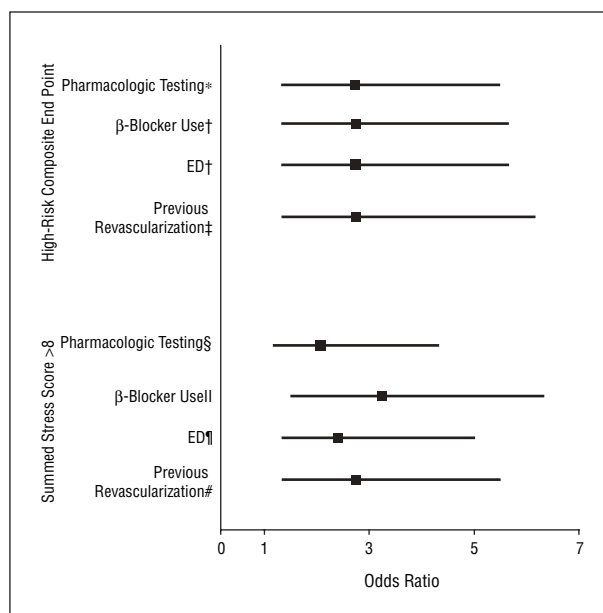 High-Risk Composite End Point
Pharmacologic Testing*
β-Blocker Use†
ED†
Previous
Revascularization‡
Summed Stress Score >8
Pharmacologic Testing§
β-Blocker Usell
ED¶
Previous
Revascularization#
0 1 3 5 7
Odds Ratio